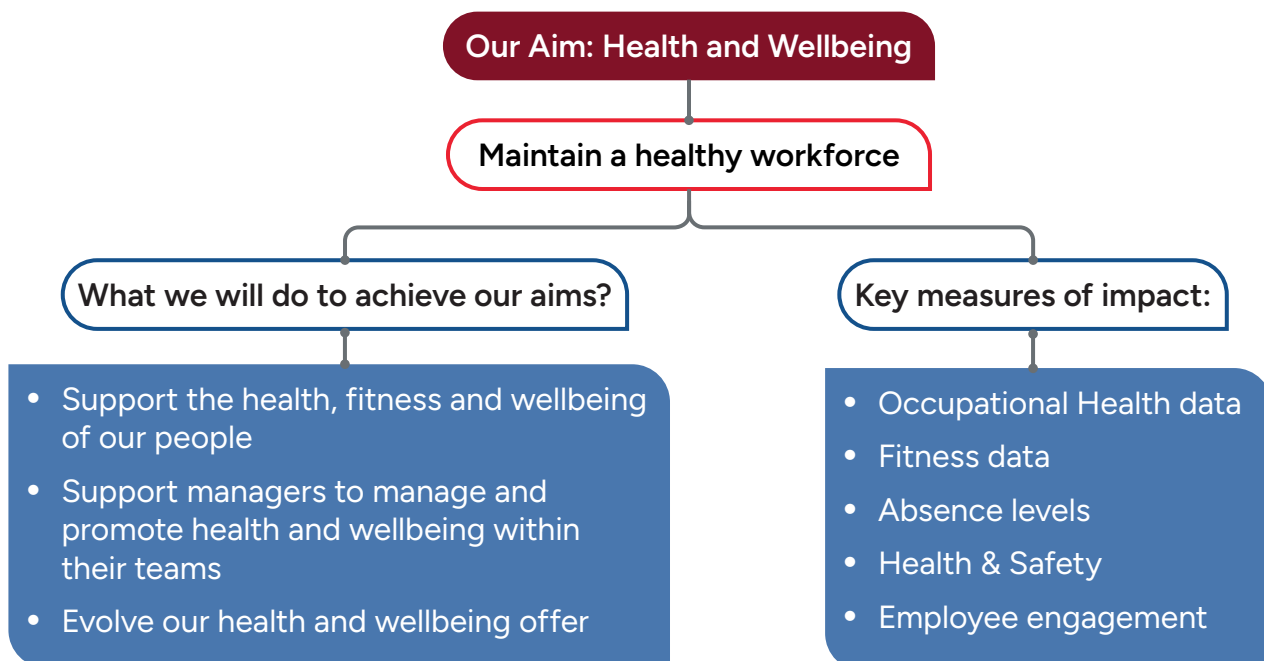 Our Aim: Health and Wellbeing
Maintain a healthy workforce
What we will do to achieve our aims?
• Support the health, fitness and wellbeing
of our people
• Support managers to manage and
promote health and wellbeing within
their teams
• Evolve our health and wellbeing offer
Key measures of impact:
• Occupational Health data
• Fitness data
• Absence levels
• Health & Safety
• Employee engagement